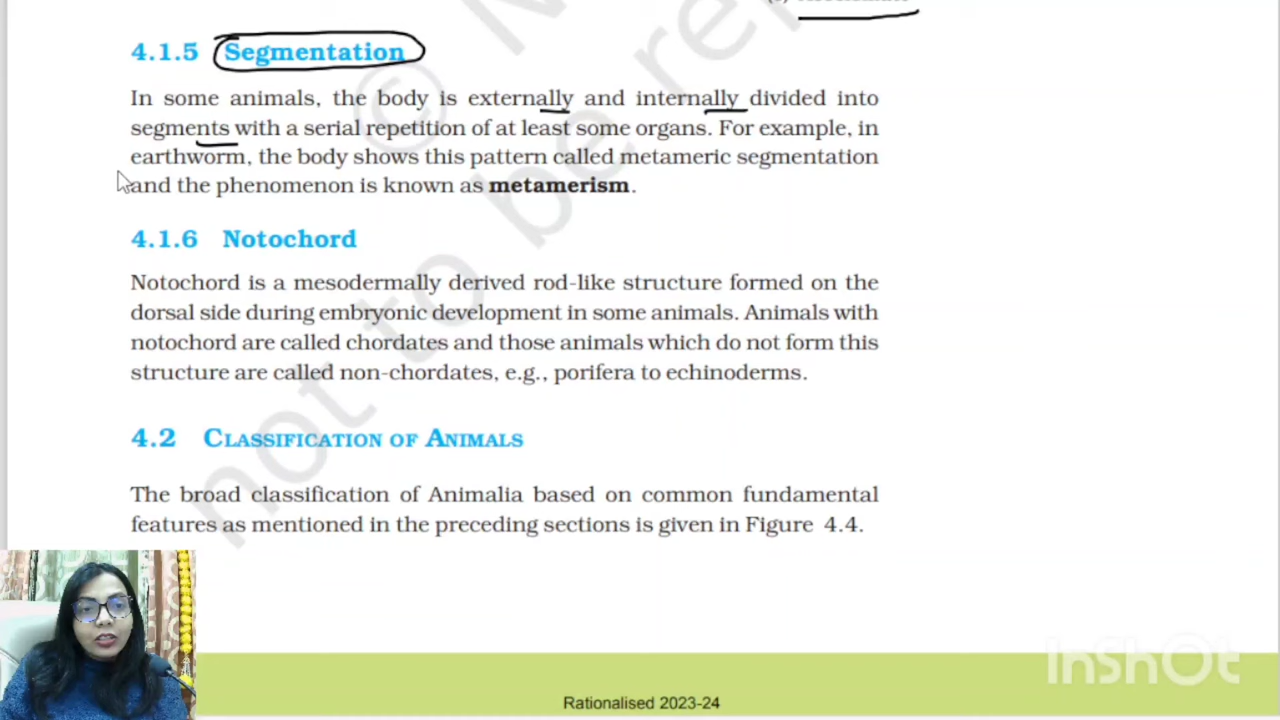 4.1.5 Segmentation
In some animals, the body is externally and internally divided into
segments with a serial repetition of at least some organs. For example, in
earthworm, the body shows this pattern called metameric segmentation
and the phenomenon is known as metamerism.
4.1.6 Notochord
Notochord is a mesodermally derived rod-like structure formed on the
dorsal side during embryonic development in some animals. Animals with
notochord are called chordates and those animals which do not form this
structure are called non-chordates, e.g., porifera to echinoderms.
4.2 CLASSIFICATION OF ANIMALS
The broad classification of Animalia based on common fundamental
features as mentioned in the preceding sections is given in Figure 4.4.
not to be re
© N
InShOt
Rationalised 2023-24